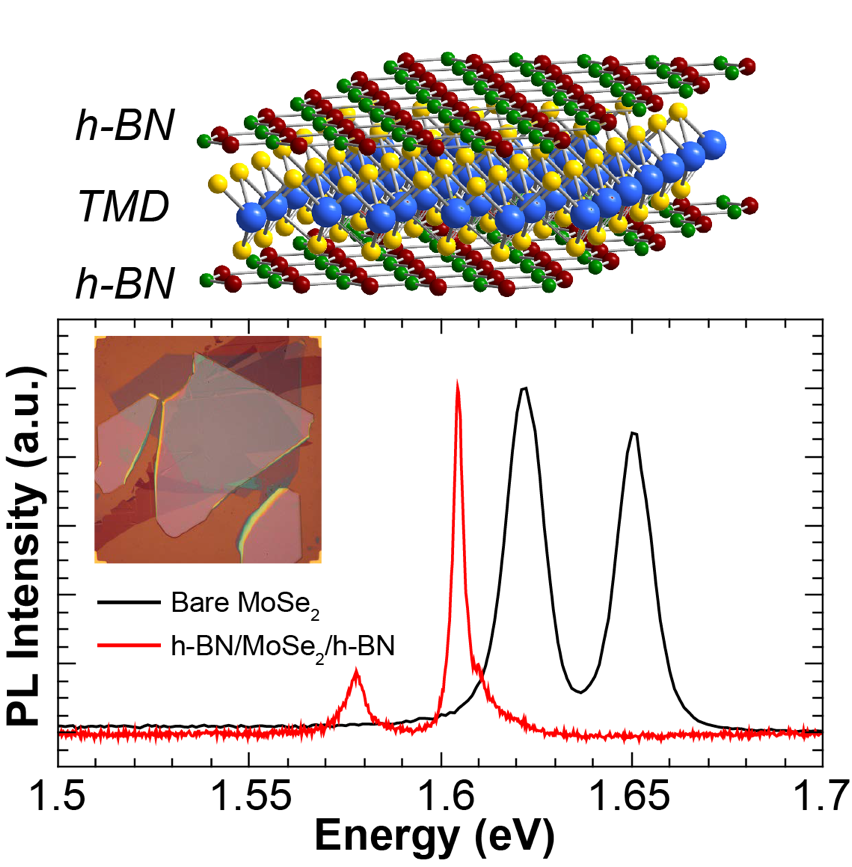 h-BN
TMD
h-BN
PL Intensity (a.u.)
Bare MoSe₂
h-BN/MoSe₂/h-BN
1.5 1.55 1.6 1.65 1.7
Energy (eV)